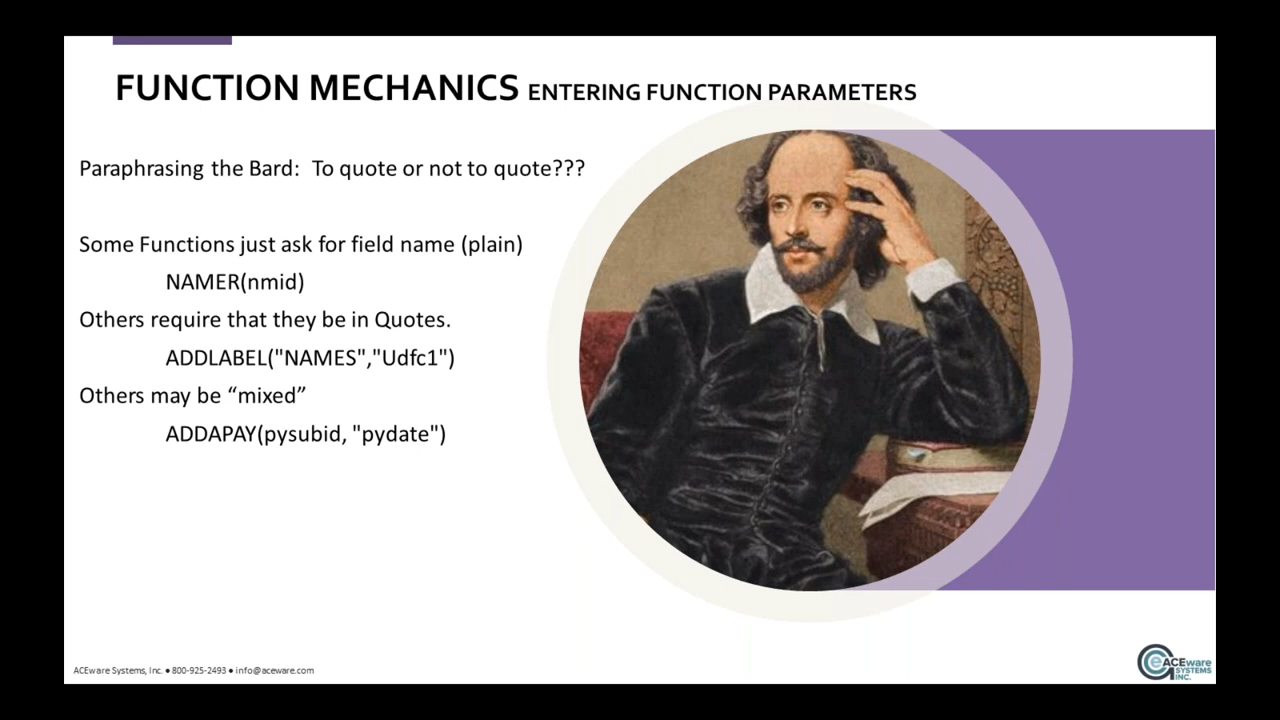 FUNCTION MECHANICS ENTERING FUNCTION PARAMETERS
Paraphrasing the Bard:  To quote or not to quote???
Some Functions just ask for field name (plain)
NAMER(nmid)
Others require that they be in Quotes.
ADDLABEL("NAMES","Udfc1")
Others may be “mixed”
ADDAPAY(pysubid, "pydate")
ACEware Systems, Inc. ● 800-925-2493 ● info@aceware.com
e ACEware
SYSTEMS
INC.